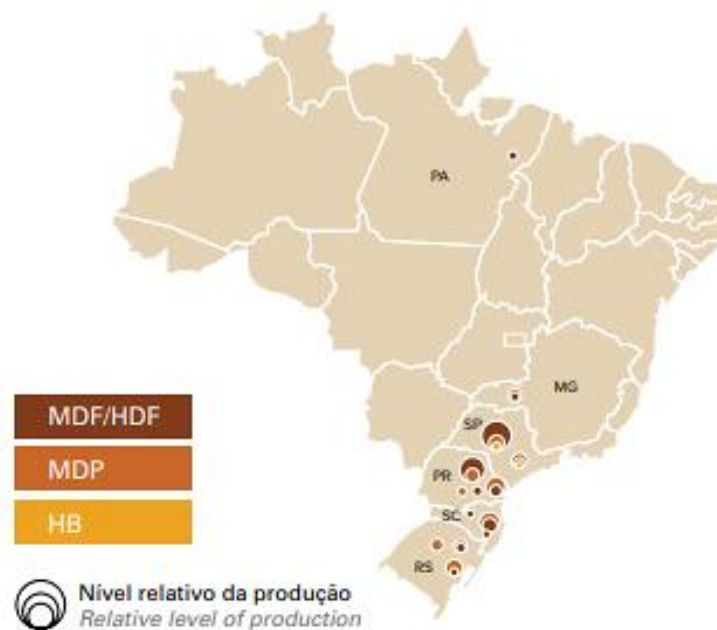 PA
MG
SP
PR
SC
RS
MDF/HDF
MDP
HB
Nível relativo da produção
Relative level of production